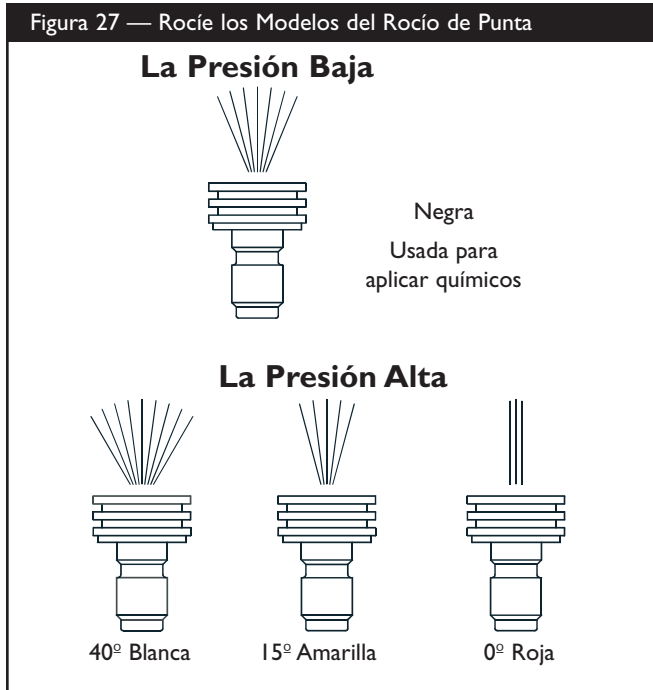 Figura 27 — Rocíe los Modelos del Rocío de Punta
La Presión Baja
Negra
Usada para
aplicar químicos
La Presión Alta
40º Blanca
15º Amarilla
0º Roja